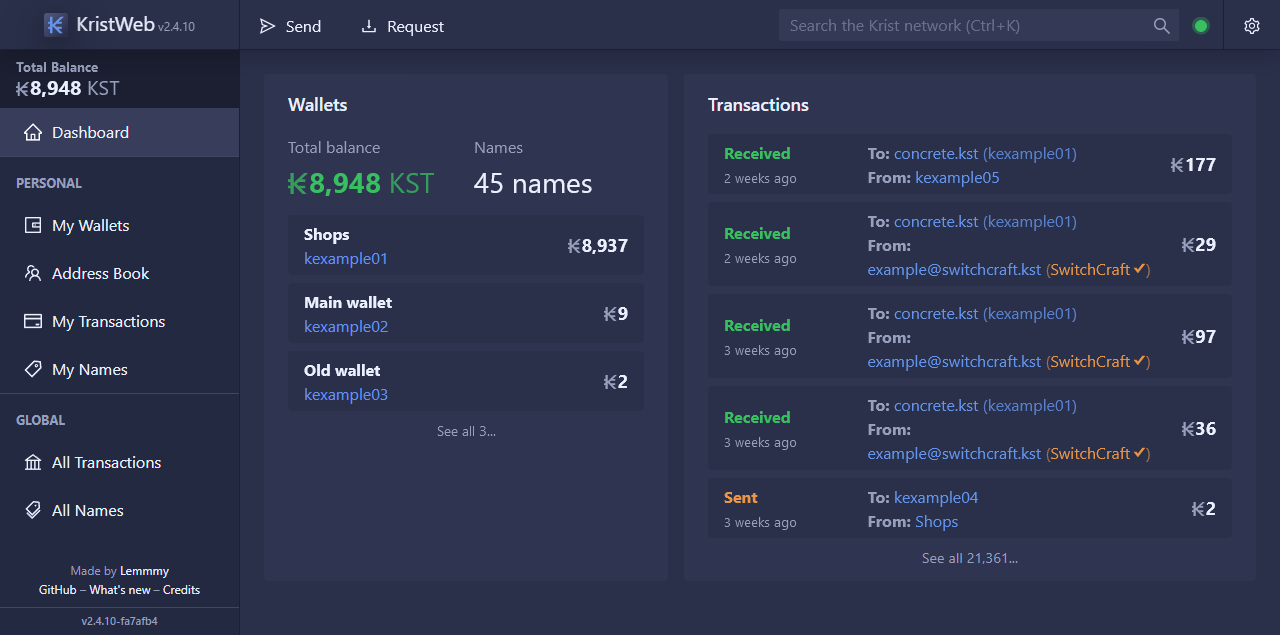 KristWeb v2.4.10
Send
Request
Search the Krist network (Ctrl+K)
Total Balance
₭8,948 KST
Dashboard
PERSONAL
My Wallets
Address Book
My Transactions
My Names
GLOBAL
All Transactions
All Names
Made by Lemmmy
GitHub – What's new – Credits
v2.4.10-fa7afb4
Wallets
Total balance
₭8,948 KST
Names
45 names
Shops
kexample01
₭8,937
Main wallet
kexample02
₭9
Old wallet
kexample03
₭2
See all 3...
Transactions
Received
2 weeks ago
To: concrete.kst (kexample01)
From: kexample05
₭177
Received
2 weeks ago
To: concrete.kst (kexample01)
From:
example@switchcraft.kst (SwitchCraft ✔)
₭29
Received
3 weeks ago
To: concrete.kst (kexample01)
From:
example@switchcraft.kst (SwitchCraft ✔)
₭97
Received
3 weeks ago
To: concrete.kst (kexample01)
From:
example@switchcraft.kst (SwitchCraft ✔)
₭36
Sent
3 weeks ago
To: kexample04
From: Shops
₭2
See all 21,361...